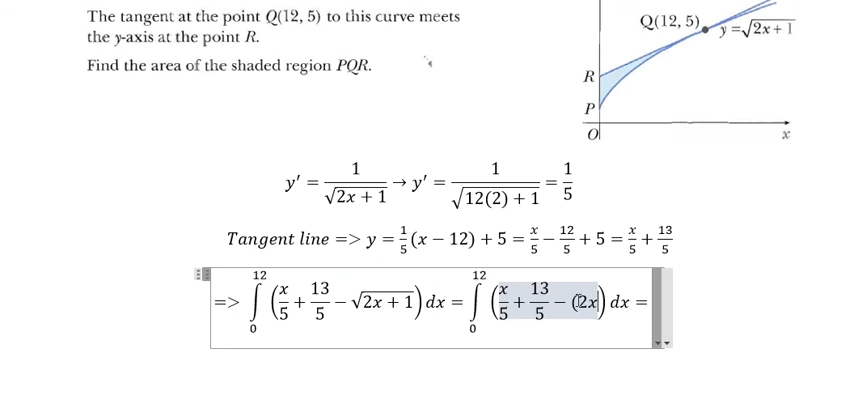 The tangent at the point Q(12, 5) to this curve meets
the y-axis at the point R.
Find the area of the shaded region PQR.
Q(12, 5)
y = √2x + 1
R
P
O
x
y′ = 1/√2x + 1 → y′ = 1/√12(2) + 1 = 1/5
Tangent line => y = 1/5 (x − 12) + 5 = x/5 − 12/5 + 5 = x/5 + 13/5
=> ∫₀¹² (x/5 + 13/5 − √2x + 1) dx = ∫₀¹² (x/5 + 13/5 − (2x) dx =